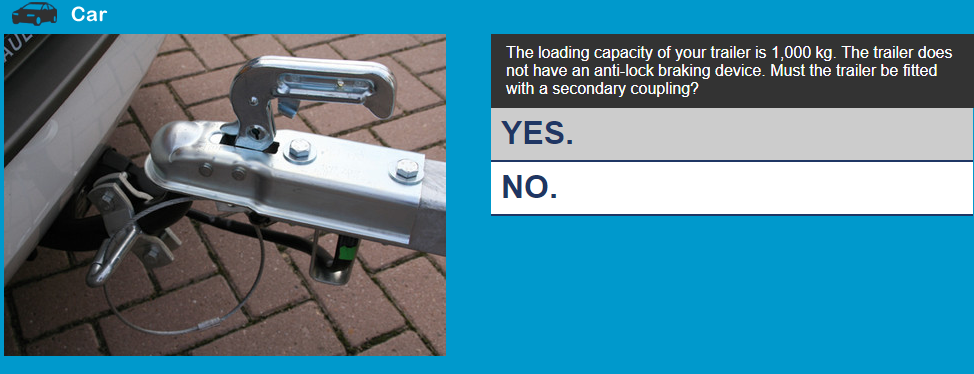 Car
AUL
The loading capacity of your trailer is 1,000 kg. The trailer does
not have an anti-lock braking device. Must the trailer be fitted
with a secondary coupling?
YES.
NO.